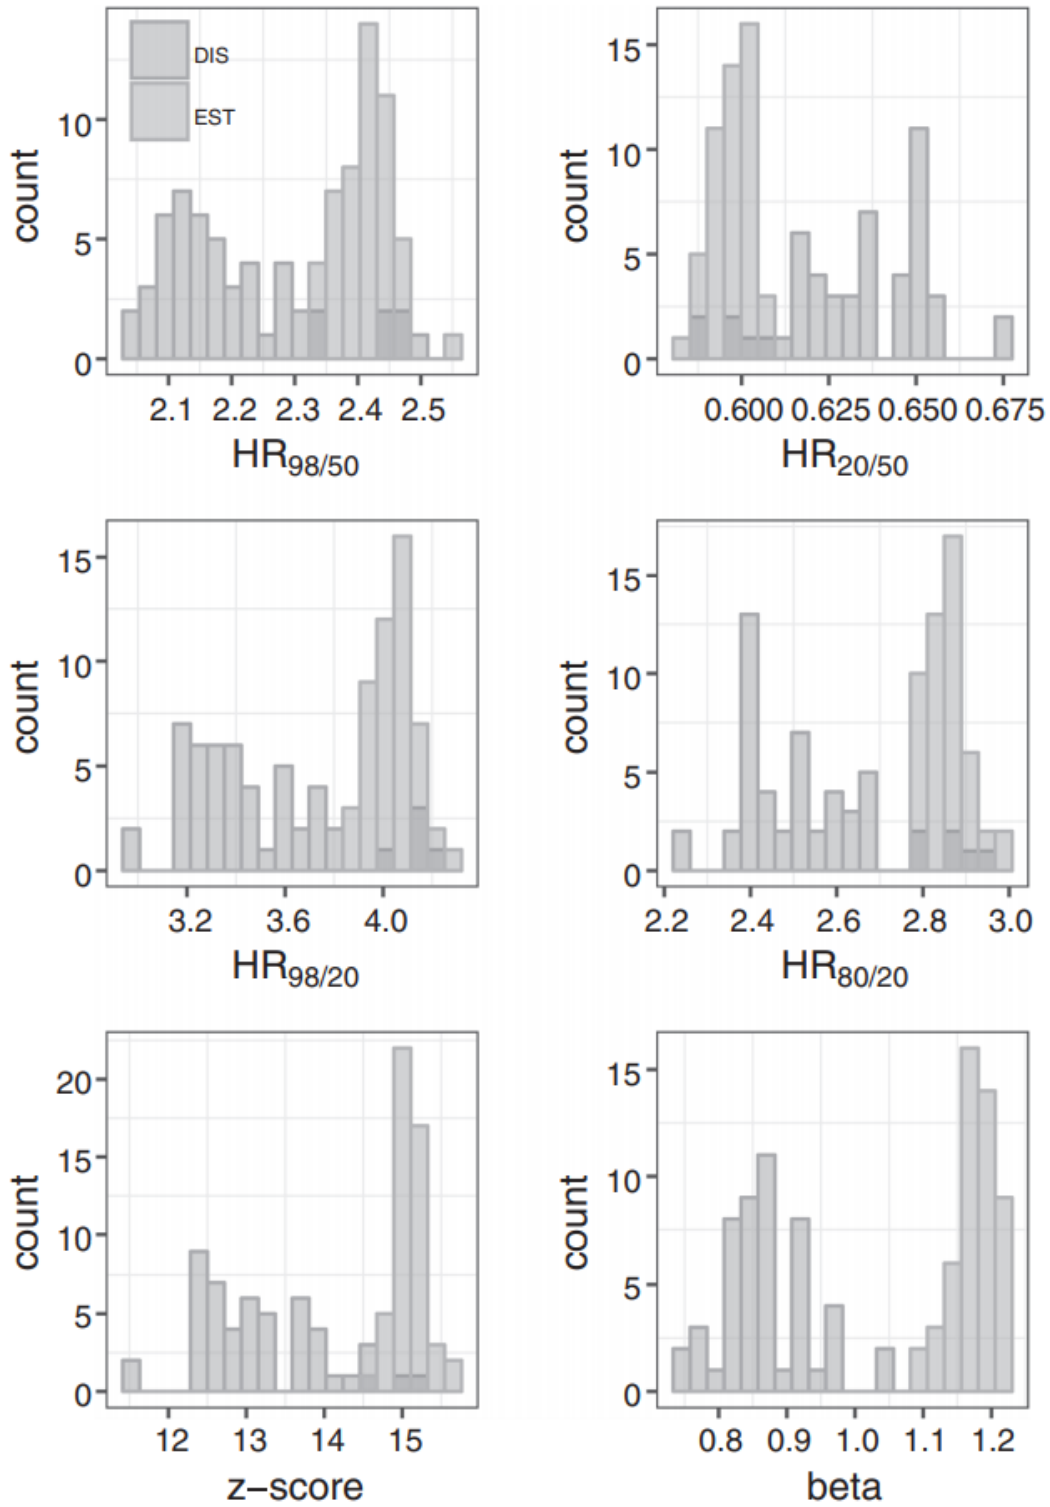 DIS
EST
count
10
5
0
2.1 2.2 2.3 2.4 2.5
HR98/50
count
15
10
5
0
0.600 0.625 0.650 0.675
HR20/50
count
15
10
5
0
3.2 3.6 4.0
HR98/20
count
15
10
5
0
2.2 2.4 2.6 2.8 3.0
HR80/20
count
20
15
10
5
0
12 13 14 15
z−score
count
15
10
5
0
0.8 0.9 1.0 1.1 1.2
beta